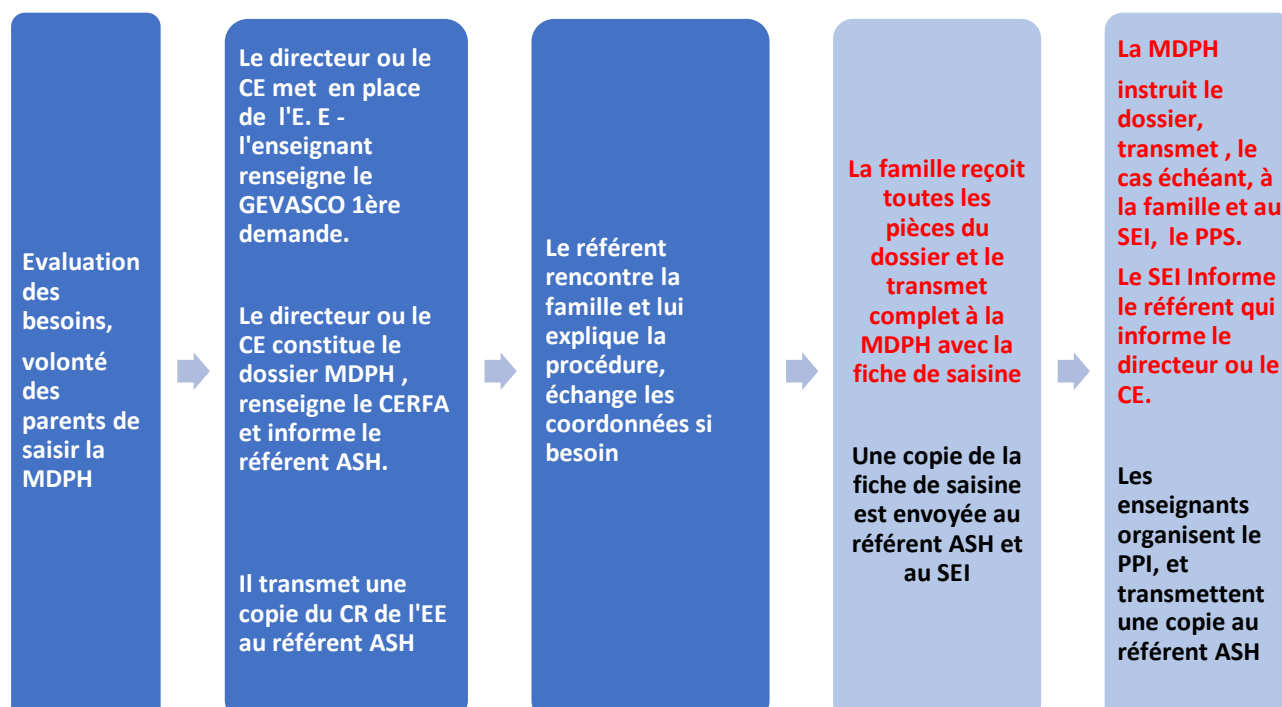 Evaluation
des
besoins,
volonté
des
parents de
saisir la
MDPH
Le directeur ou le
CE met en place
de l'E. E -
l'enseignant
renseigne le
GEVASCO 1ère
demande.
Le directeur ou le
CE constitue le
dossier MDPH ,
renseigne le CERFA
et informe le
référent ASH.
Il transmet une
copie du CR de l'EE
au référent ASH
Le référent
rencontre la
famille et lui
explique la
procédure,
échange les
coordonnées si
besoin
La famille reçoit
toutes les
pièces du
dossier et le
transmet
complet à la
MDPH avec la
fiche de saisine
Une copie de la
fiche de saisine
est envoyée au
référent ASH et
au SEI
La MDPH
instruit le
dossier,
transmet , le
cas échéant, à
la famille et au
SEI, le PPS.
Le SEI Informe
le référent qui
informe le
directeur ou le
CE.
Les
enseignants
organisent le
PPI, et
transmettent
une copie au
référent ASH